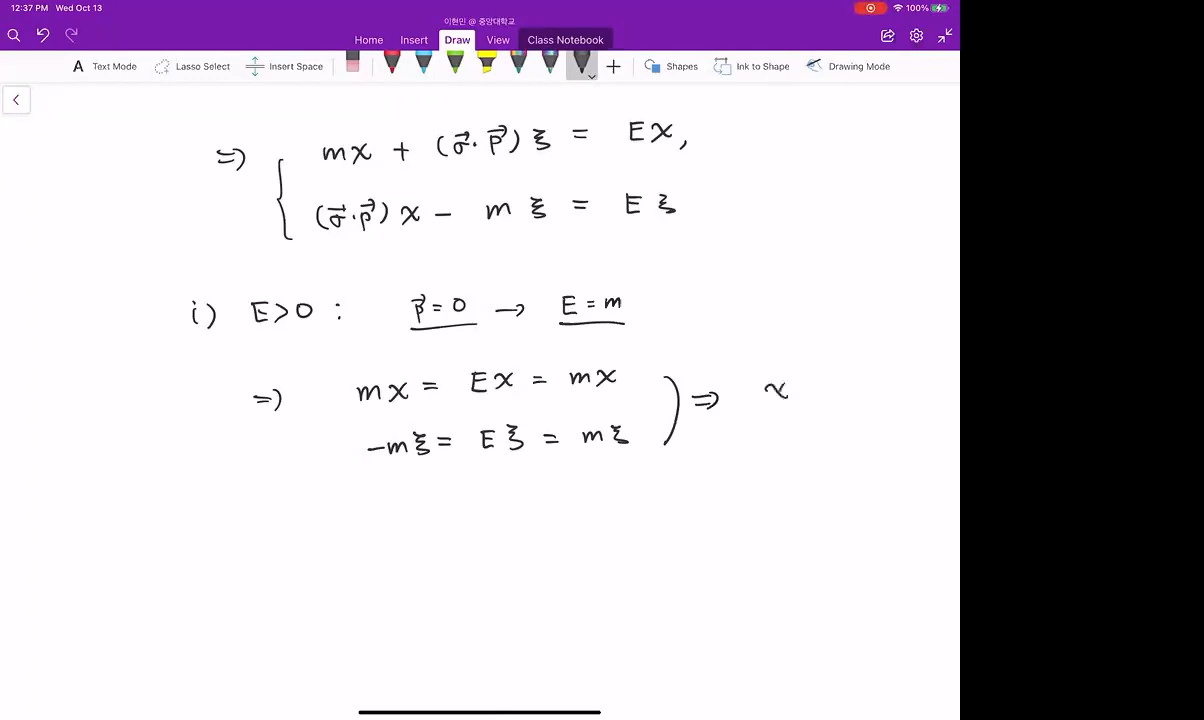 12:37 PM Wed Oct 13
100%
이현민 @ 중앙대학교
Home Insert Draw View Class Notebook
Text Mode Lasso Select Insert Space Shapes Ink to Shape Drawing Mode
⇒ { mχ + (σ⃗·p⃗) ξ = Eχ,
(σ⃗·p⃗) χ - mξ = Eξ
i) E>0 : p⃗=0 → E=m
⇒ mχ = Eχ = mχ
-mξ = Eξ = mξ ) ⇒ χ